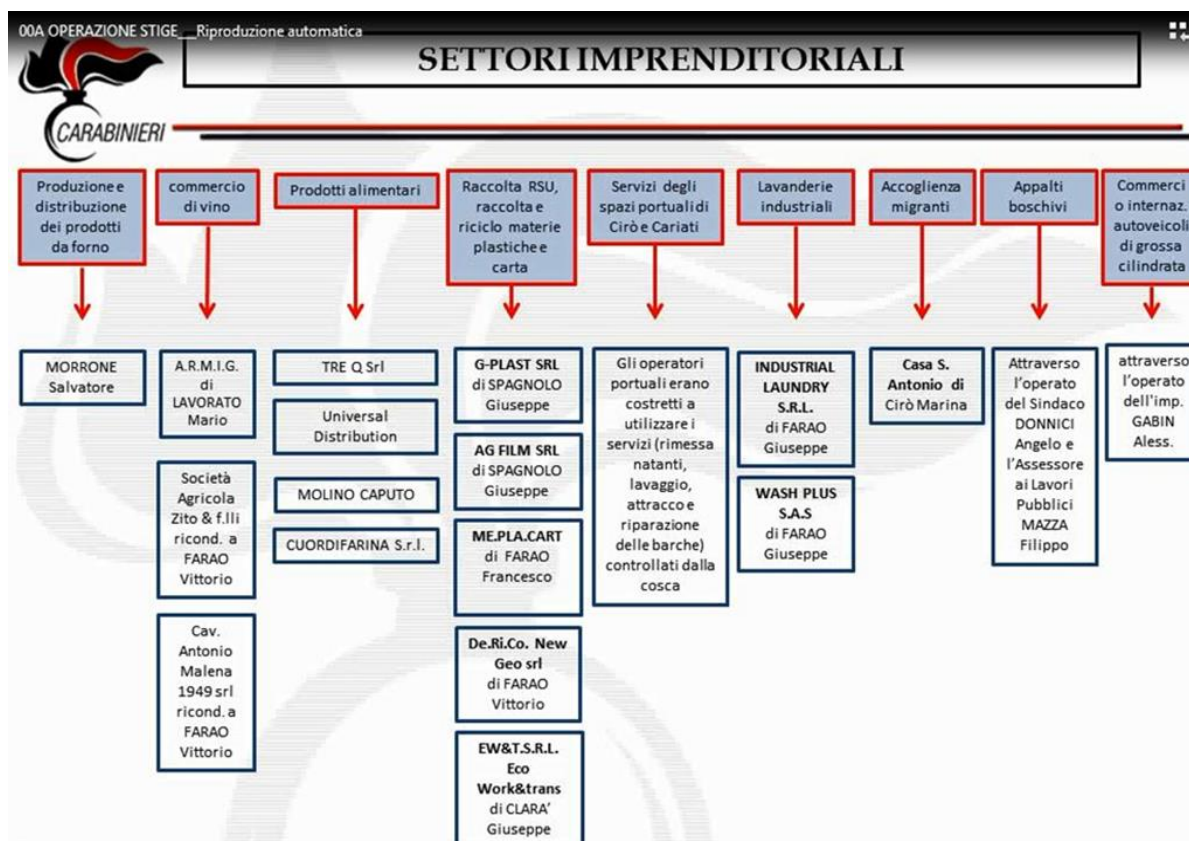 00A OPERAZIONE STIGE__Riproduzione automatica
SETTORI IMPRENDITORIALI
CARABINIERI
Produzione e
distribuzione
dei prodotti
da forno
MORRONE
Salvatore
commercio
di vino
A.R.M.I.G.
di
LAVORATO
Mario
Società
Agricola
Zito & f.lli
ricond. a
FARAO
Vittorio
Cav.
Antonio
Malena
1949 srl
ricond. a
FARAO
Vittorio
Prodotti alimentari
TRE Q Srl
Universal
Distribution
MOLINO CAPUTO
CUORDIFARINA S.r.l.
Raccolta RSU,
raccolta e
riciclo materie
plastiche e
carta
G-PLAST SRL
di SPAGNOLO
Giuseppe
AG FILM SRL
di SPAGNOLO
Giuseppe
ME.PLA.CART
di FARAO
Francesco
De.Ri.Co. New
Geo srl
di FARAO
Vittorio
EW&T.S.R.L.
Eco
Work&trans
di CLARA’
Giuseppe
Servizi degli
spazi portuali di
Cirò e Cariati
Gli operatori
portuali erano
costretti a
utilizzare i
servizi (rimessa
natanti,
lavaggio,
attracco e
riparazione
delle barche)
controllati dalla
cosca
Lavanderie
industriali
INDUSTRIAL
LAUNDRY
S.R.L.
di FARAO
Giuseppe
WASH PLUS
S.A.S
di FARAO
Giuseppe
Accoglienza
migranti
Casa S.
Antonio di
Cirò Marina
Appalti
boschivi
Attraverso
l’operato
del Sindaco
DONNICI
Angelo e
l’Assessore
ai Lavori
Pubblici
MAZZA
Filippo
Commerci
o internaz.
autoveicoli
di grossa
cilindrata
attraverso
l’operato
dell'imp.
GABIN
Aless.